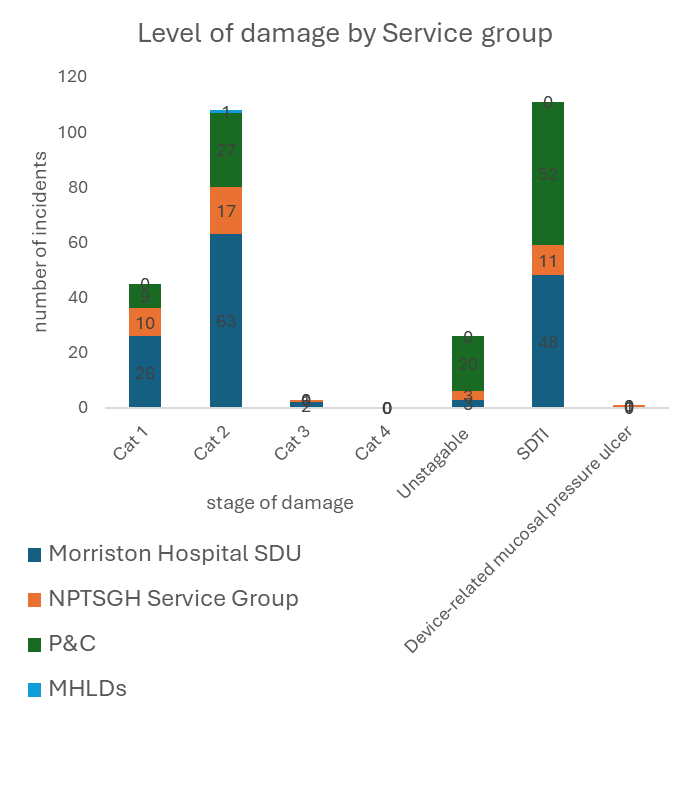 Level of damage by Service group
120
100
80
60
40
20
0
number of incidents
26
10
9
0
63
17
27
1
2
0
3
3
20
0
48
11
52
0
0
Cat 1
Cat 2
Cat 3
Cat 4
Unstagable
SDTI
Device-related mucosal pressure ulcer
stage of damage
Morriston Hospital SDU
NPTSGH Service Group
P&C
MHLDs